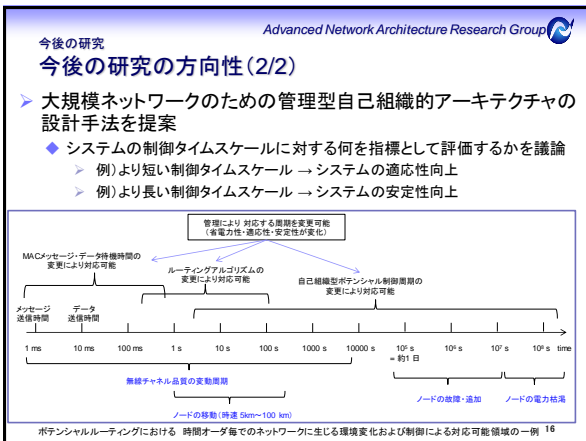 Advanced Network Architecture Research Group
今後の研究
今後の研究の方向性(2/2)
➢ 大規模ネットワークのための管理型自己組織的アーキテクチャの
設計手法を提案
◆ システムの制御タイムスケールに対する何を指標として評価するかを議論
➢ 例)より短い制御タイムスケール → システムの適応性向上
➢ 例)より長い制御タイムスケール → システムの安定性向上
管理により 対応する周期を変更可能
(省電力性・適応性・安定性が変化)
MACメッセージ・データ待機時間の
変更により対応可能
ルーティングアルゴリズムの
変更により対応可能
自己組織型ポテンシャル制御周期の
変更により対応可能
メッセージ
送信時間
データ
送信時間
1 ms 10 ms 100 ms 1 s 10 s 100 s 1000 s 10000 s 10⁵ s 10⁶ s 10⁷ s 10⁸ s time
= 約1 日
無線チャネル品質の変動周期
ノードの故障・追加
ノードの電力枯渇
ノードの移動(時速 5km～100 km)
ポテンシャルルーティングにおける 時間オーダ毎でのネットワークに生じる環境変化および制御による対応可能領域の一例
16